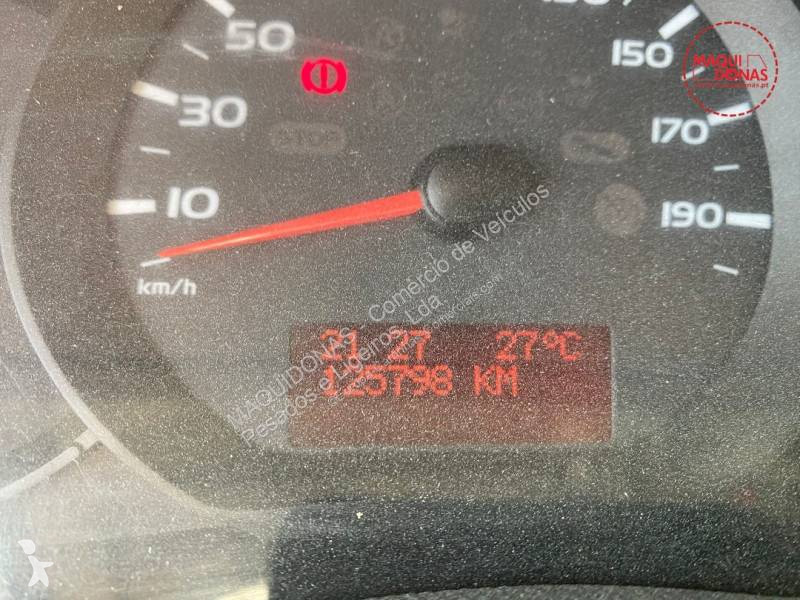 50
150
30
170
10
190
km/h
21 27 27°C
125798 KM
MAQUI
DONAS
MAQUIDONAS - Comercio de Veiculos
Pesados e Ligeiros, Lda